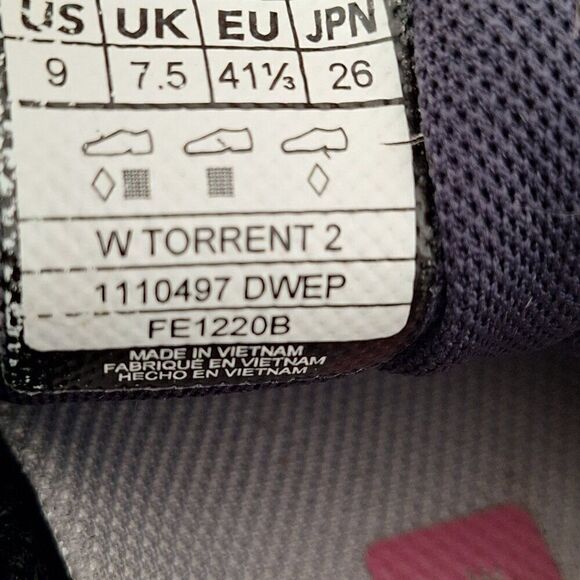 US UK EU JPN
9 7.5 41⅓ 26
W TORRENT 2
1110497 DWEP
FE1220B
MADE IN VIETNAM
FABRIQUÉ EN VIETNAM
HECHO EN VIETNAM